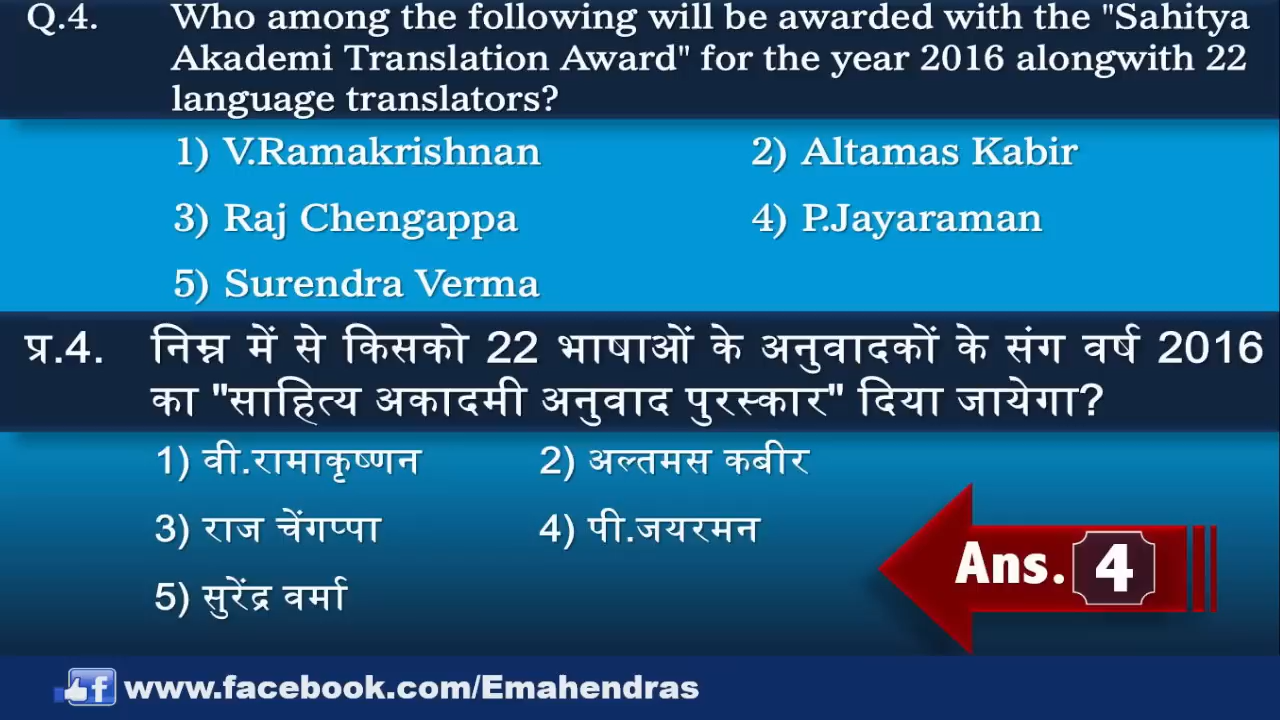 Q.4. Who among the following will be awarded with the "Sahitya
Akademi Translation Award" for the year 2016 alongwith 22
language translators?
1) V.Ramakrishnan 2) Altamas Kabir
3) Raj Chengappa 4) P.Jayaraman
5) Surendra Verma
प्र.4. निम्न में से किसको 22 भाषाओं के अनुवादकों के संग वर्ष 2016
का "साहित्य अकादमी अनुवाद पुरस्कार" दिया जायेगा?
1) वी.रामाकृष्णन 2) अल्तमस कबीर
3) राज चेंगप्पा 4) पी.जयरमन
5) सुरेंद्र वर्मा
Ans. 4
f www.facebook.com/Emahendras